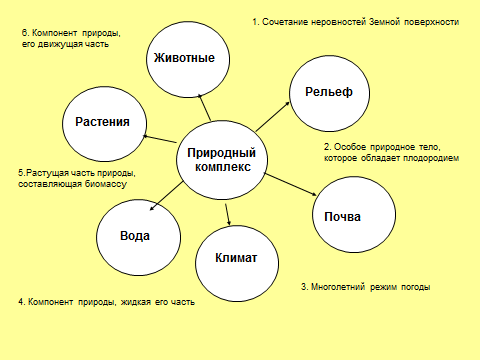 1. Сочетание неровностей Земной поверхности
6. Компонент природы,
его движущая часть
Животные
Рельеф
Растения
2. Особое природное тело,
которое обладает плодородием
Природный
комплекс
5.Растущая часть природы,
составляющая биомассу
Почва
Вода
Климат
3. Многолетний режим погоды
4. Компонент природы, жидкая его часть